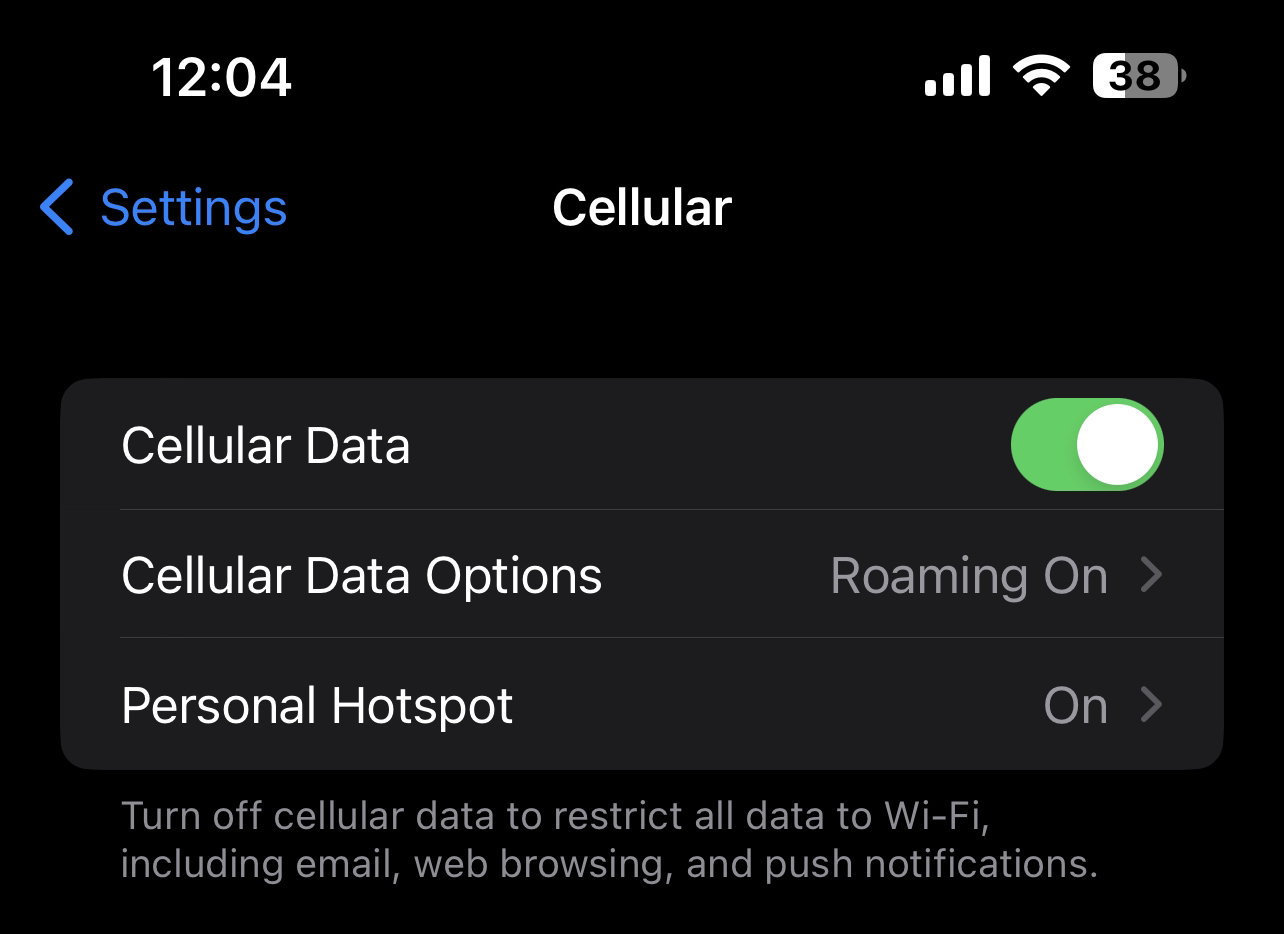 12:04
38
Settings
Cellular
Cellular Data
Cellular Data Options
Roaming On
Personal Hotspot
On
Turn off cellular data to restrict all data to Wi-Fi,
including email, web browsing, and push notifications.